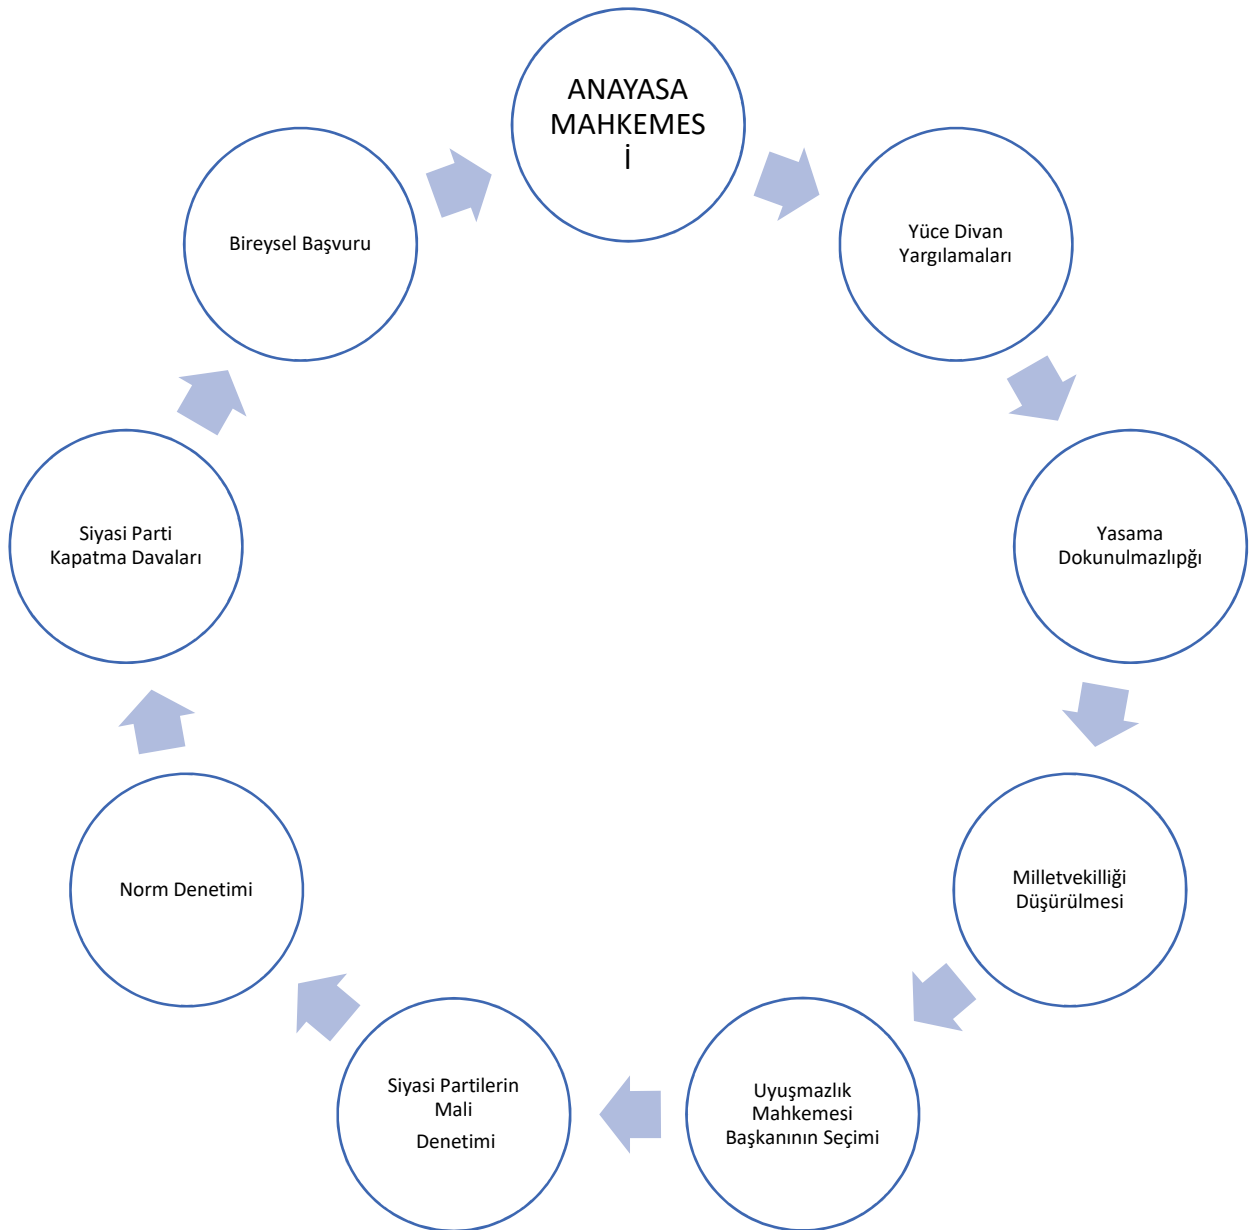 ANAYASA
MAHKEMES
İ
Yüce Divan
Yargılamaları
Yasama
Dokunulmazlıpğı
Milletvekilliği
Düşürülmesi
Uyuşmazlık
Mahkemesi
Başkanının Seçimi
Siyasi Partilerin
Mali
Denetimi
Norm Denetimi
Siyasi Parti
Kapatma Davaları
Bireysel Başvuru